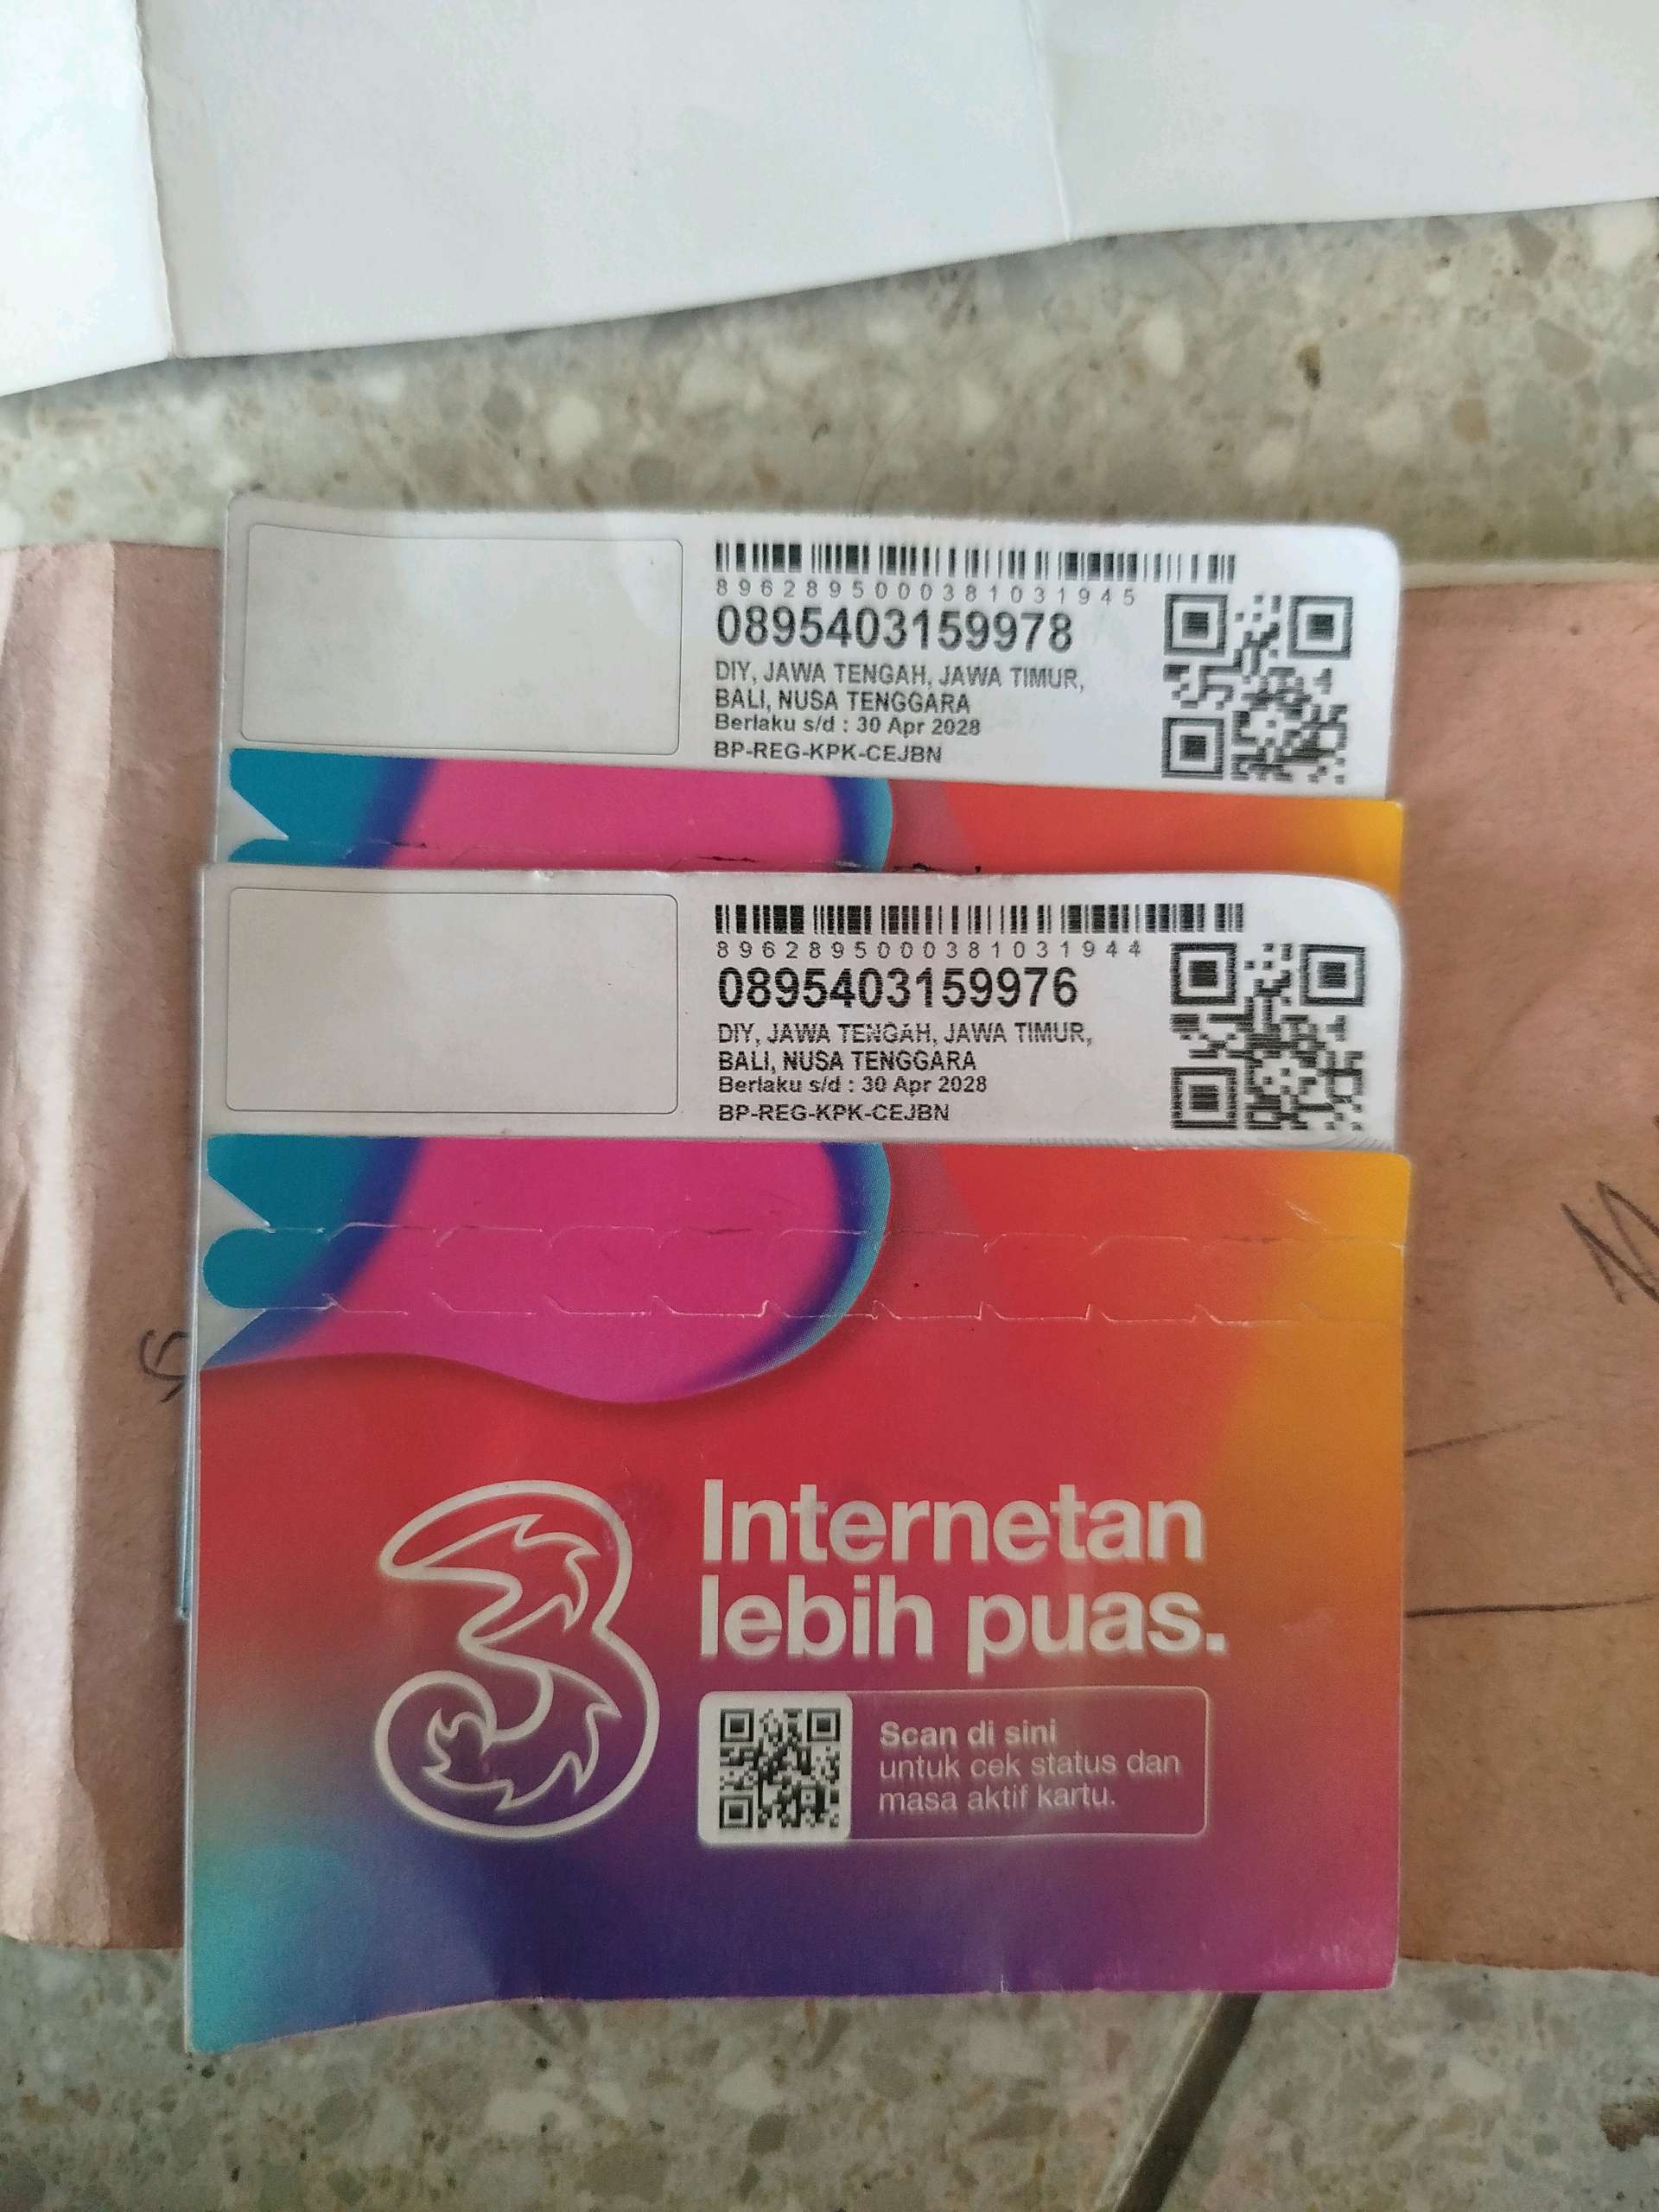 8962895000381031945
0895403159978
DIY, JAWA TENGAH, JAWA TIMUR,
BALI, NUSA TENGGARA
Berlaku s/d : 30 Apr 2028
BP-REG-KPK-CEJBN
8962895000381031944
0895403159976
DIY, JAWA TENGAH, JAWA TIMUR,
BALI, NUSA TENGGARA
Berlaku s/d : 30 Apr 2028
BP-REG-KPK-CEJBN
3
Internetan
lebih puas.
Scan di sini
untuk cek status dan
masa aktif kartu.